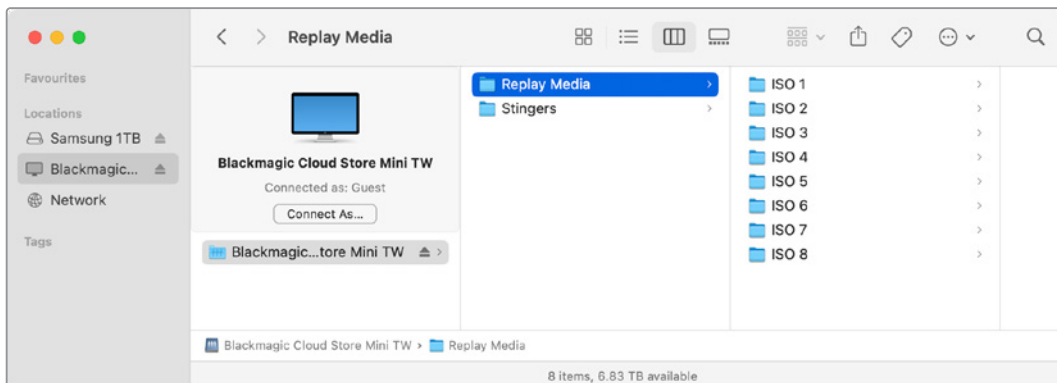 Replay Media
Favourites
Locations
Samsung 1TB
Blackmagic...
Network
Tags
Blackmagic Cloud Store Mini TW
Connected as: Guest
Connect As...
Blackmagic...tore Mini TW
Replay Media
Stingers
ISO 1
ISO 2
ISO 3
ISO 4
ISO 5
ISO 6
ISO 7
ISO 8
Blackmagic Cloud Store Mini TW › Replay Media
8 items, 6.83 TB available